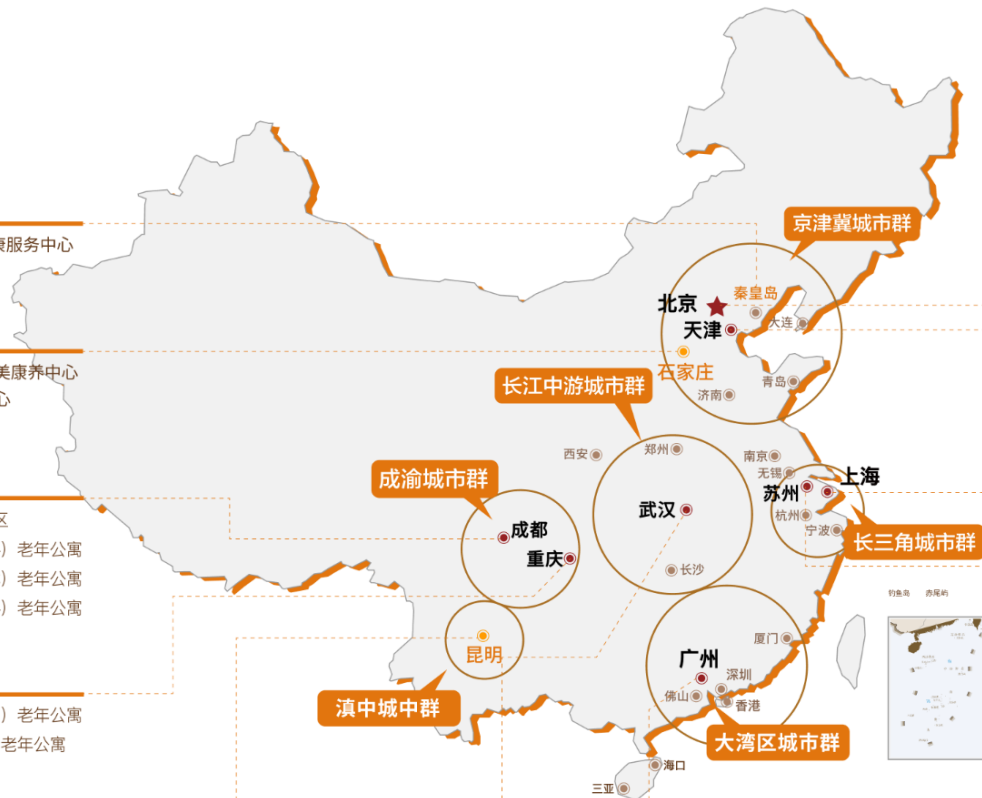 京津冀城市群
康服务中心
秦皇岛
北京
大连
天津
美康养中心
心
石家庄
青岛
济南
长江中游城市群
西安
郑州
南京
无锡
成渝城市群
上海
苏州
武汉
杭州
区
成都
宁波
长三角城市群
）老年公寓
重庆
长沙
）老年公寓
钓鱼岛
赤尾屿
）老年公寓
厦门
昆明
广州
深圳
佛山
香港
滇中城中群
）老年公寓
老年公寓
大湾区城市群
海口
三亚